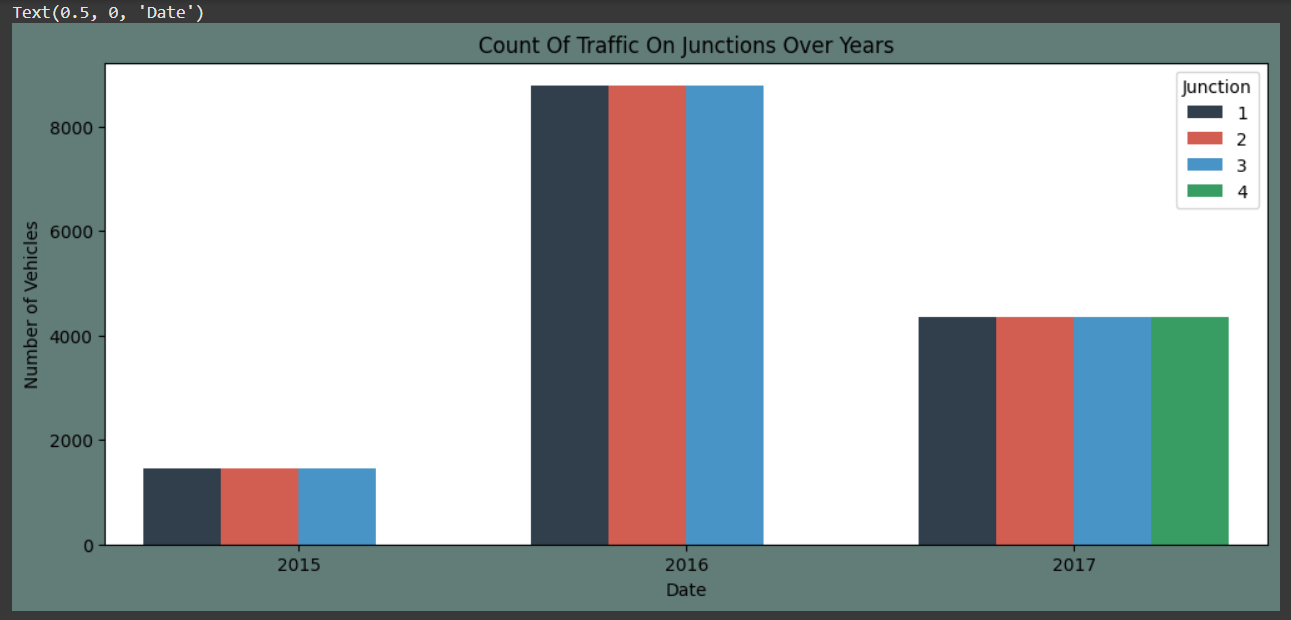 Text(0.5, 0, 'Date')
Count Of Traffic On Junctions Over Years
Junction
1
2
3
4
Number of Vehicles
8000
6000
4000
2000
0
2015 2016 2017
Date